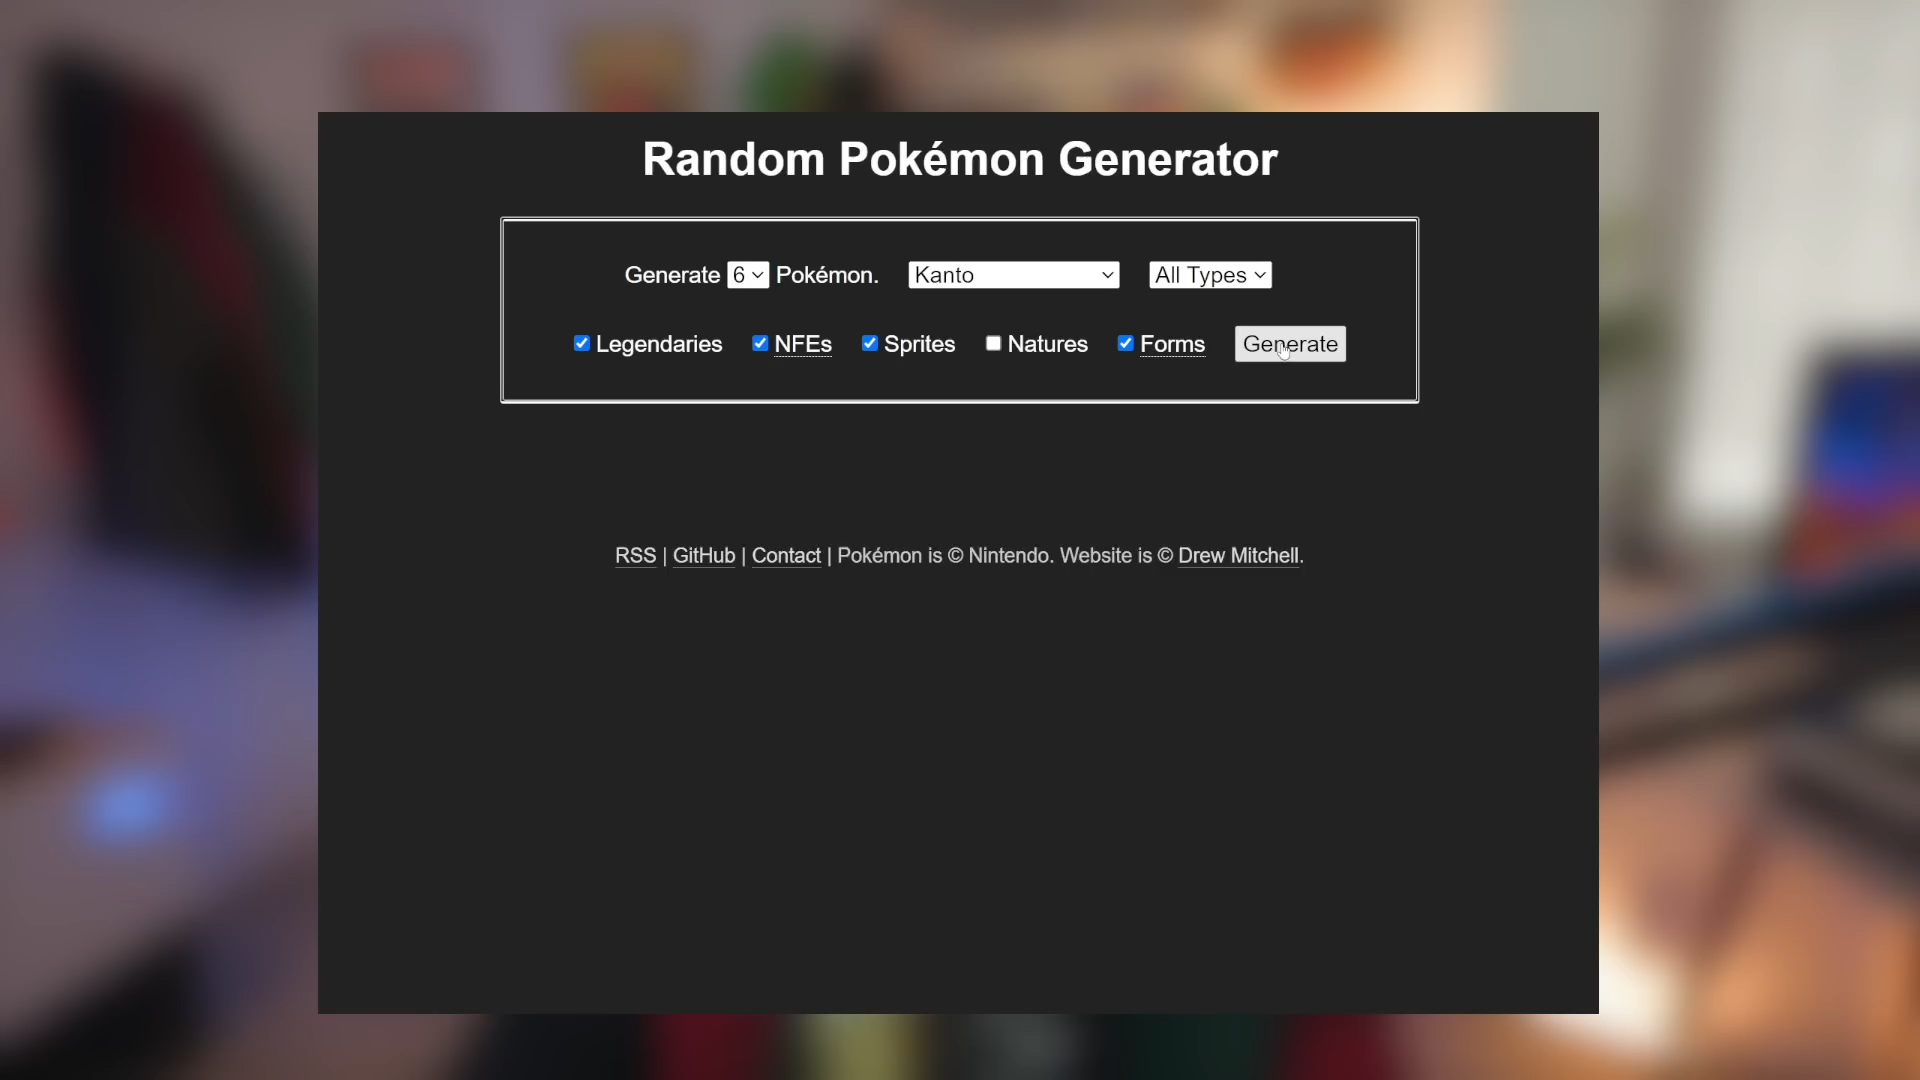 Random Pokémon Generator
Generate 6 Pokémon. Kanto All Types
Legendaries NFEs Sprites Natures Forms Generate
RSS | GitHub | Contact | Pokémon is © Nintendo. Website is © Drew Mitchell.